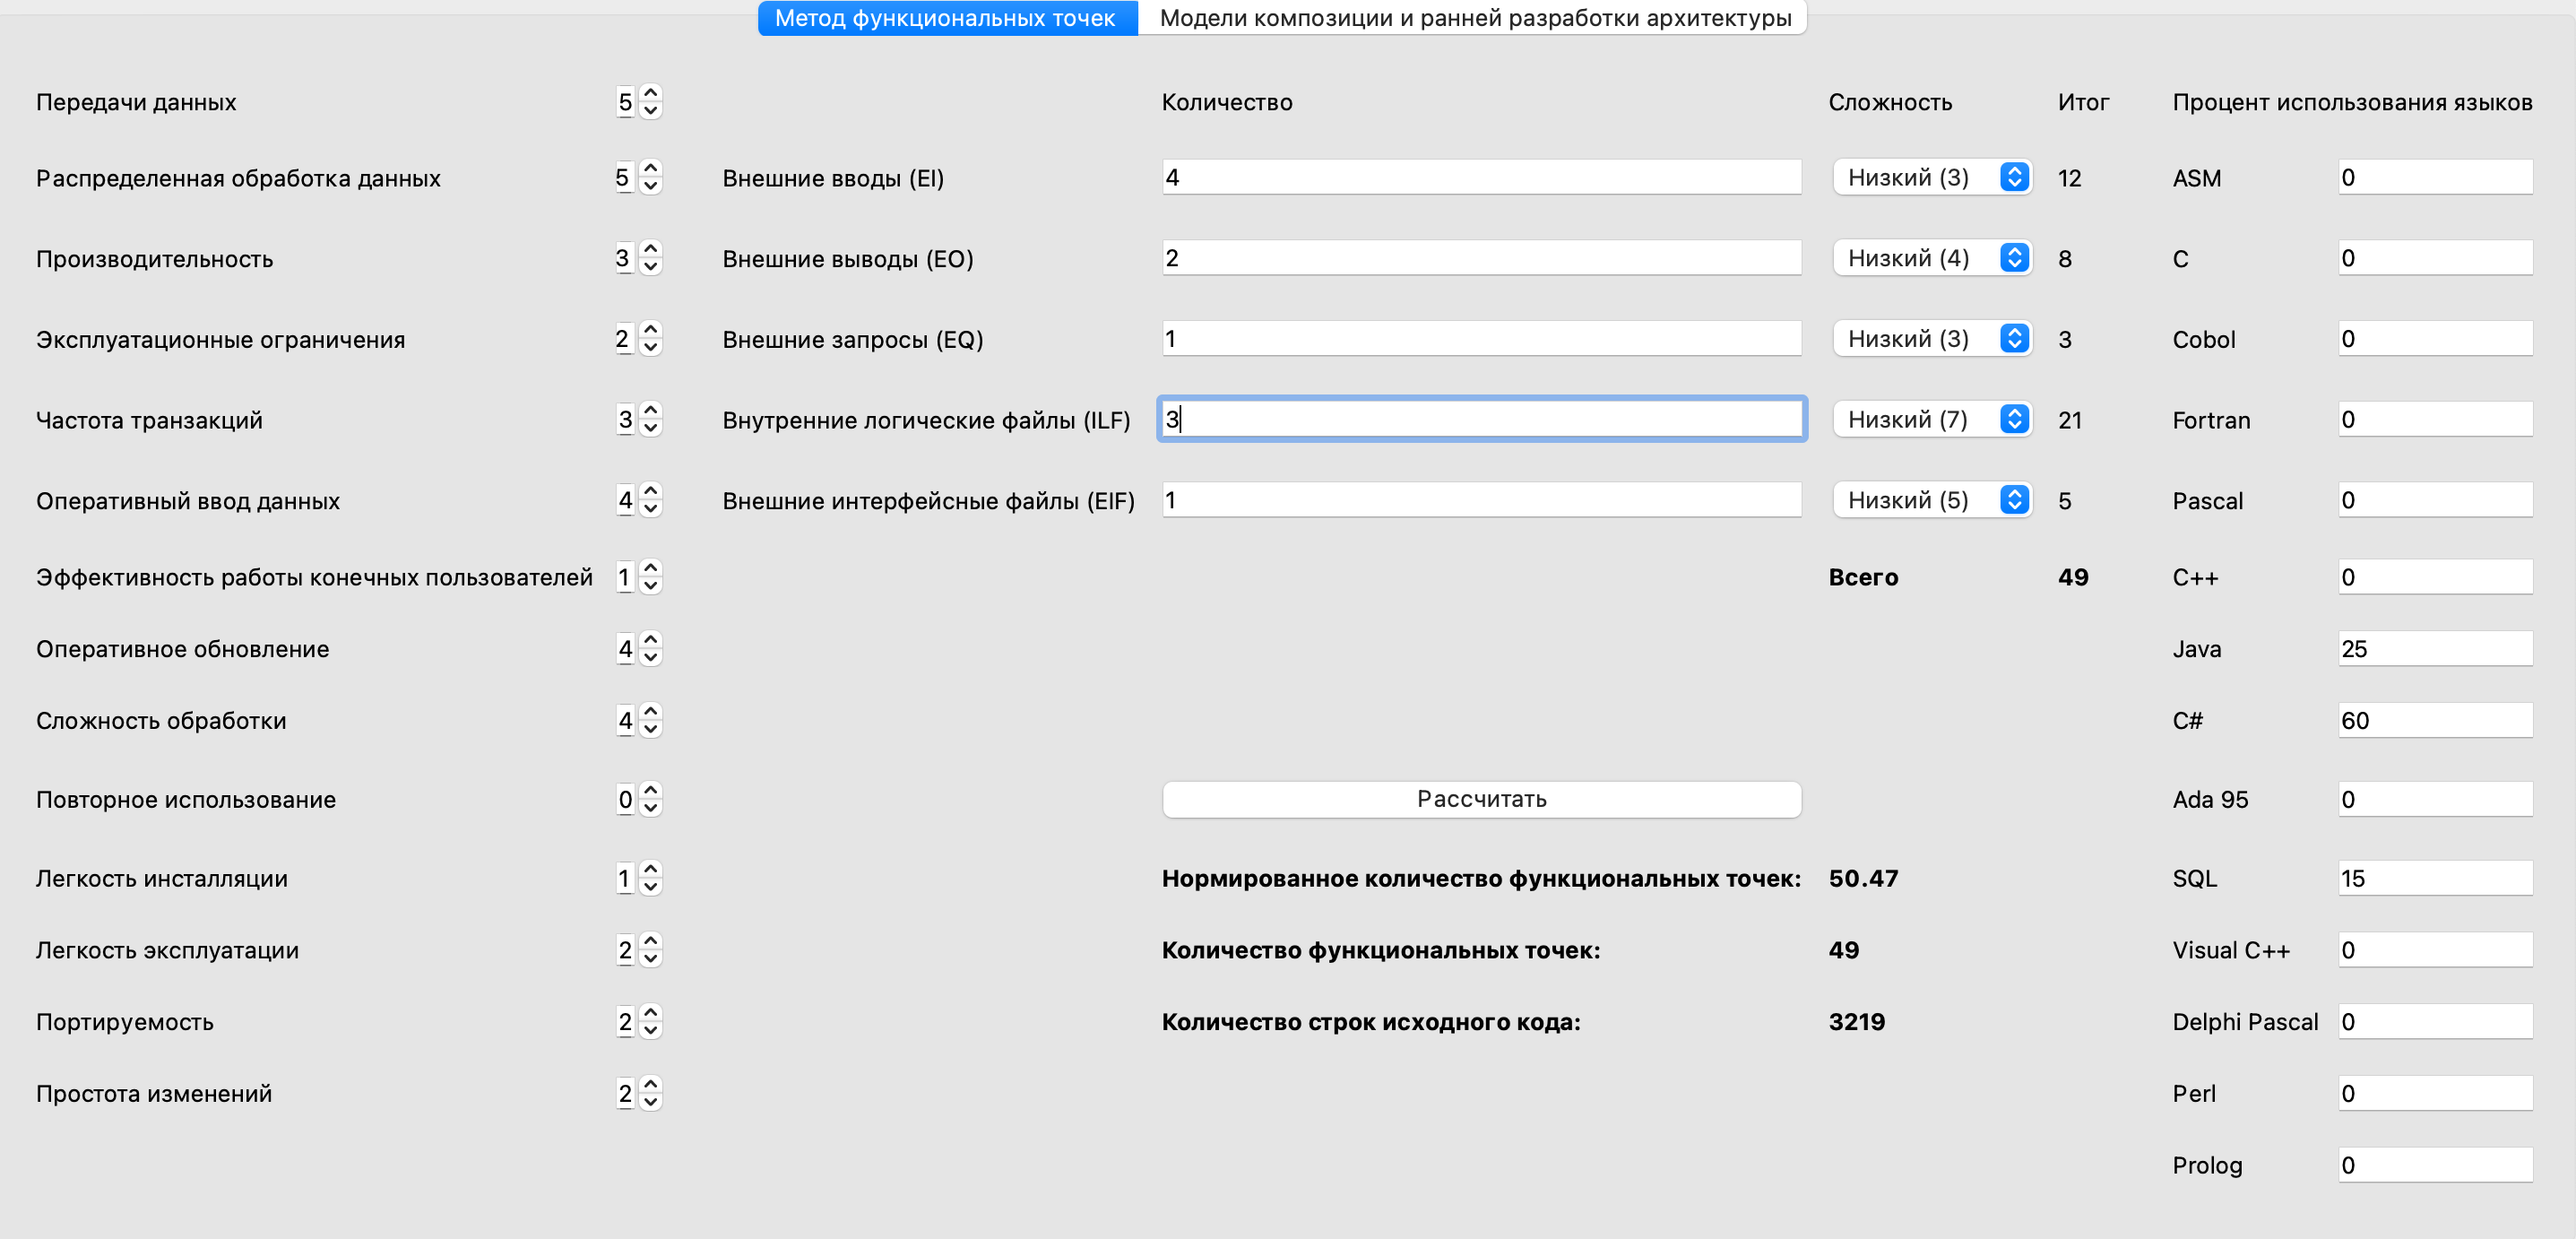 Метод функциональных точек Модели композиции и ранней разработки архитектуры
Передачи данных 5 Количество Сложность Итог Процент использования языков
Распределенная обработка данных 5 Внешние вводы (EI) 4 Низкий (3) 12 ASM 0
Производительность 3 Внешние выводы (EO) 2 Низкий (4) 8 C 0
Эксплуатационные ограничения 2 Внешние запросы (EQ) 1 Низкий (3) 3 Cobol 0
Частота транзакций 3 Внутренние логические файлы (ILF) 3 Низкий (7) 21 Fortran 0
Оперативный ввод данных 4 Внешние интерфейсные файлы (EIF) 1 Низкий (5) 5 Pascal 0
Эффективность работы конечных пользователей 1 Всего 49 C++ 0
Оперативное обновление 4 Java 25
Сложность обработки 4 C# 60
Повторное использование 0 Рассчитать Ada 95 0
Легкость инсталляции 1 Нормированное количество функциональных точек: 50.47 SQL 15
Легкость эксплуатации 2 Количество функциональных точек: 49 Visual C++ 0
Портируемость 2 Количество строк исходного кода: 3219 Delphi Pascal 0
Простота изменений 2 Perl 0
Prolog 0